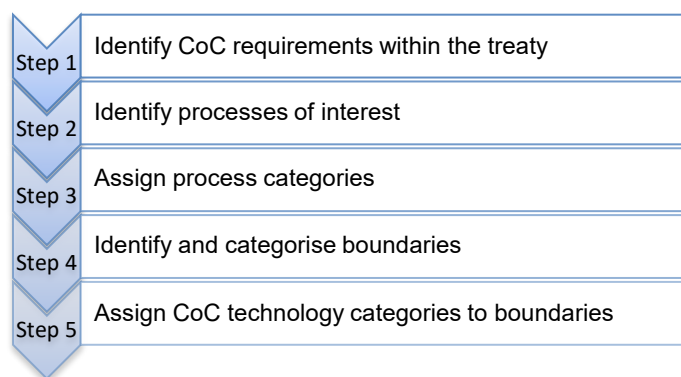 Step 1
Identify CoC requirements within the treaty
Step 2
Identify processes of interest
Step 3
Assign process categories
Step 4
Identify and categorise boundaries
Step 5
Assign CoC technology categories to boundaries